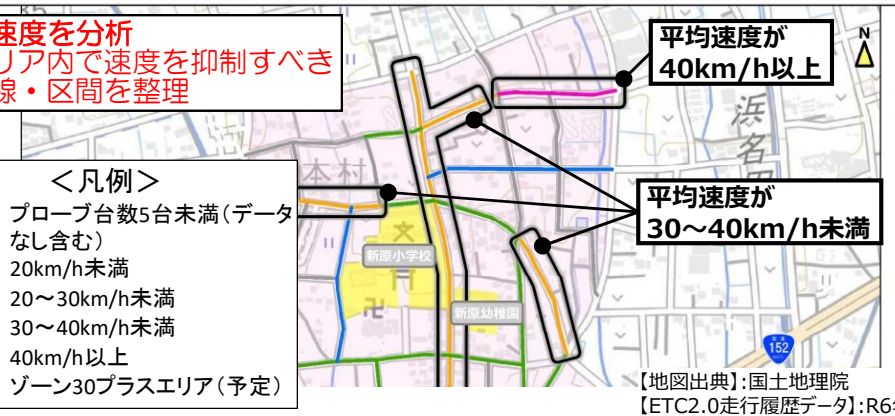 速度を分析
リア内で速度を抑制すべき
線・区間を整理
平均速度が
40km/h以上
N
浜名
本村
＜凡例＞
プローブ台数5台未満（データ
なし含む）
20km/h未満
20～30km/h未満
30～40km/h未満
40km/h以上
ゾーン30プラスエリア（予定）
平均速度が
30～40km/h未満
文
新原小学校
新原幼稚園
152
【地図出典】:国土地理院
【ETC2.0走行履歴データ】:R6